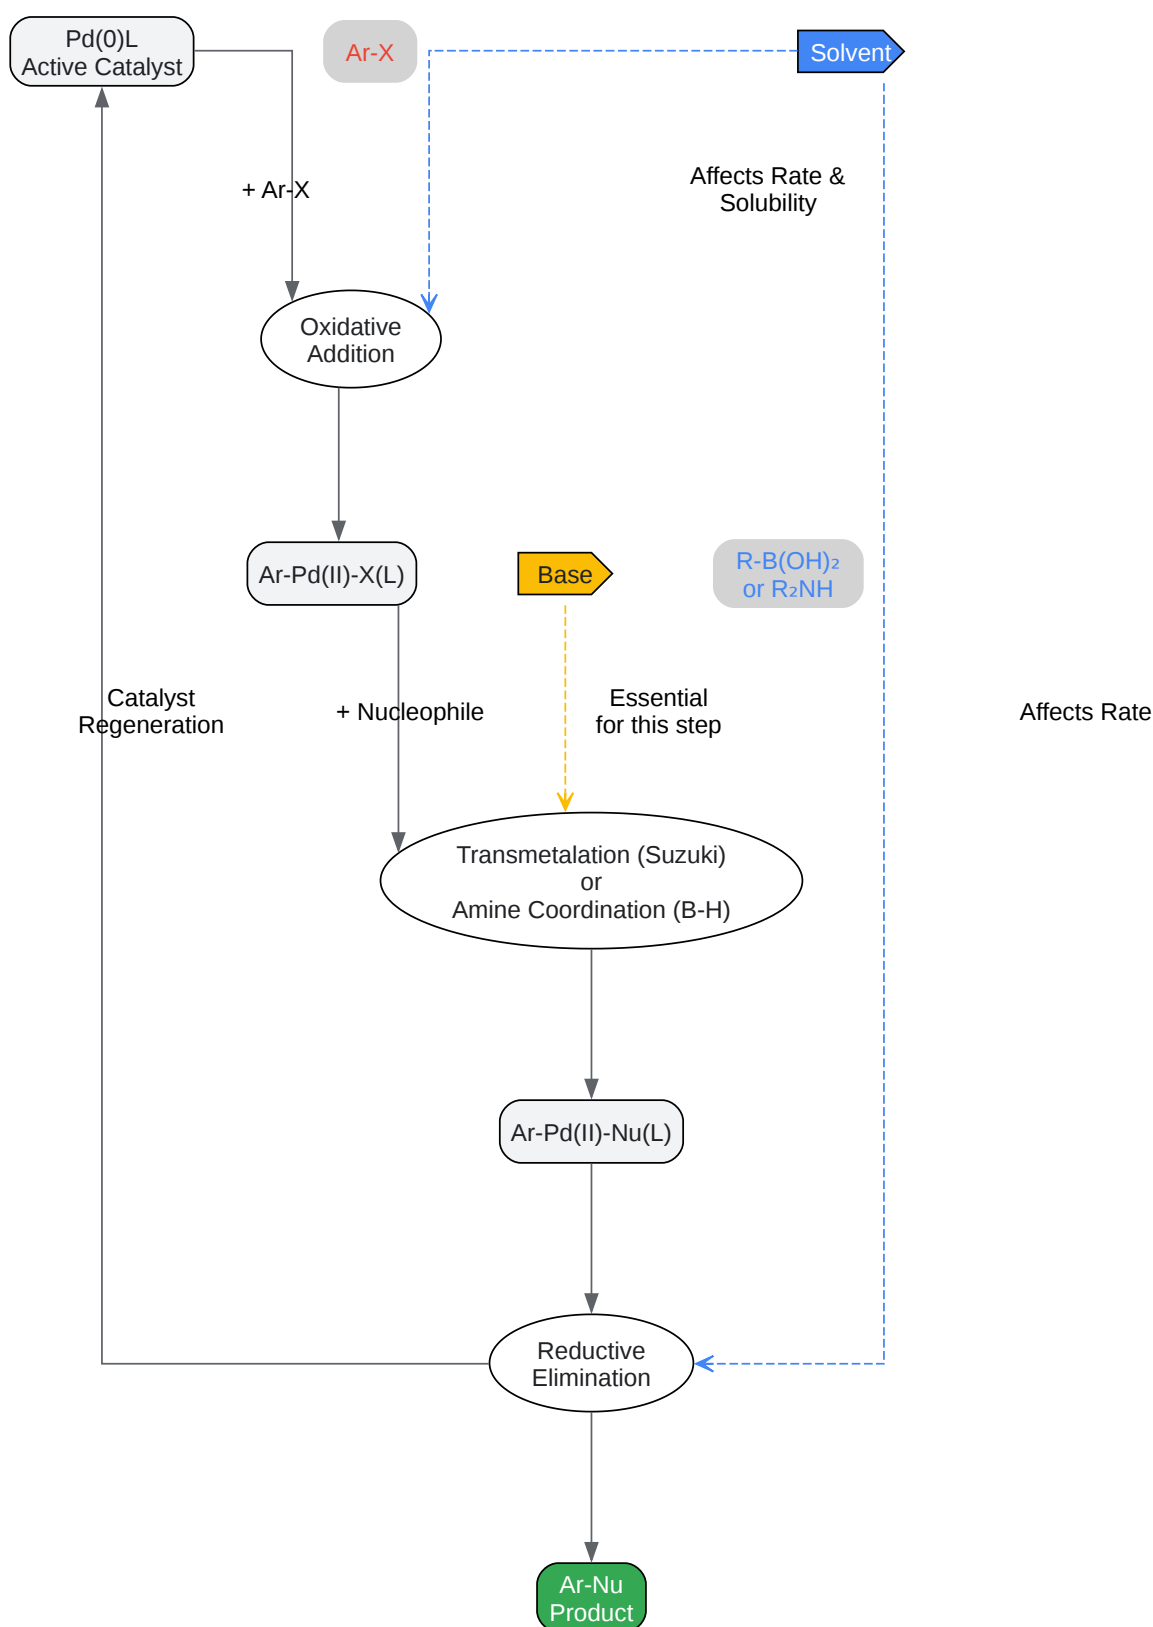 Pd(0)L
Active Catalyst
Ar-X
Solvent
+ Ar-X
Affects Rate &
Solubility
Oxidative
Addition
Ar-Pd(II)-X(L)
Base
R-B(OH)₂
or R₂NH
Catalyst
Regeneration
+ Nucleophile
Essential
for this step
Affects Rate
Transmetalation (Suzuki)
or
Amine Coordination (B-H)
Ar-Pd(II)-Nu(L)
Reductive
Elimination
Ar-Nu
Product